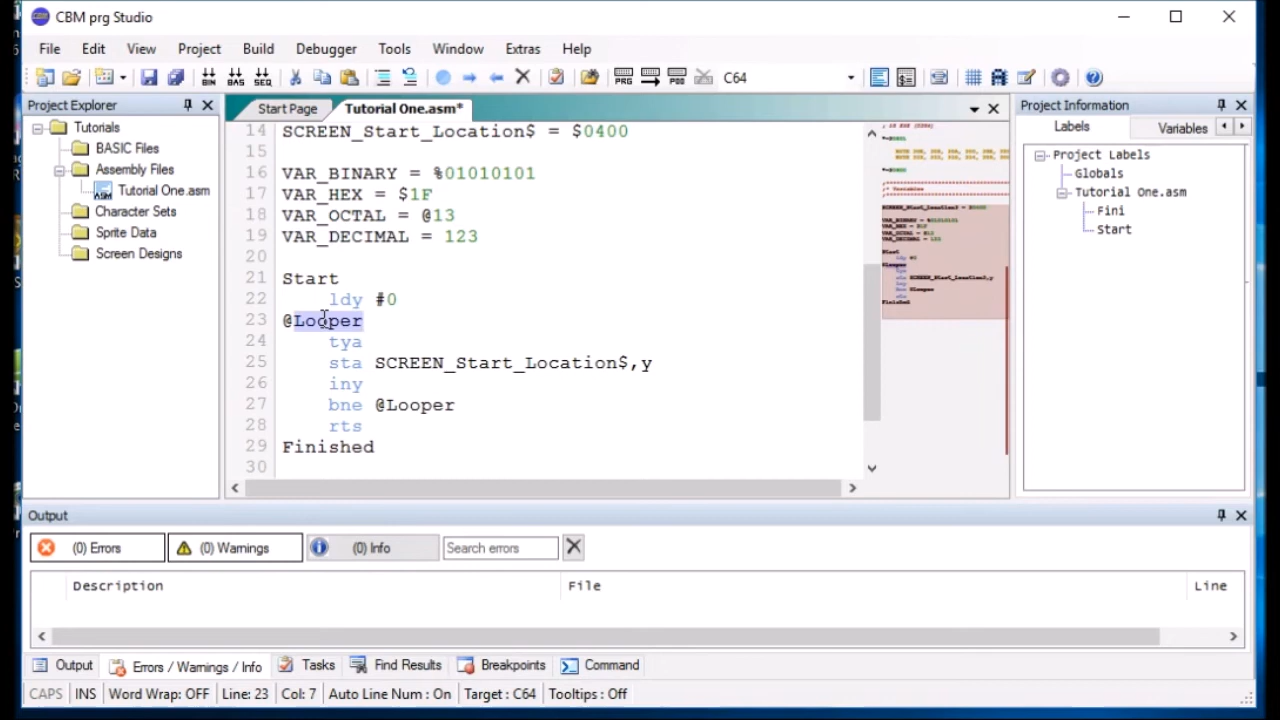 CBM prg Studio
File Edit View Project Build Debugger Tools Window Extras Help
BIN BAS SEQ PRG C64
Project Explorer
Tutorials
BASIC Files
Assembly Files
Tutorial One.asm
Character Sets
Sprite Data
Screen Designs
Start Page Tutorial One.asm*
14 SCREEN_Start_Location$ = $0400
15
16 VAR_BINARY = %01010101
17 VAR_HEX = $1F
18 VAR_OCTAL = @13
19 VAR_DECIMAL = 123
20
21 Start
22 ldy #0
23 @Looper
24 tya
25 sta SCREEN_Start_Location$,y
26 iny
27 bne @Looper
28 rts
29 Finished
30
Project Information
Labels Variables
Project Labels
Globals
Tutorial One.asm
Fini
Start
Output
(0) Errors (0) Warnings (0) Info Search errors
Description File Line
Output Errors / Warnings / Info Tasks Find Results Breakpoints Command
CAPS INS Word Wrap: OFF Line: 23 Col: 7 Auto Line Num : On Target : C64 Tooltips : Off